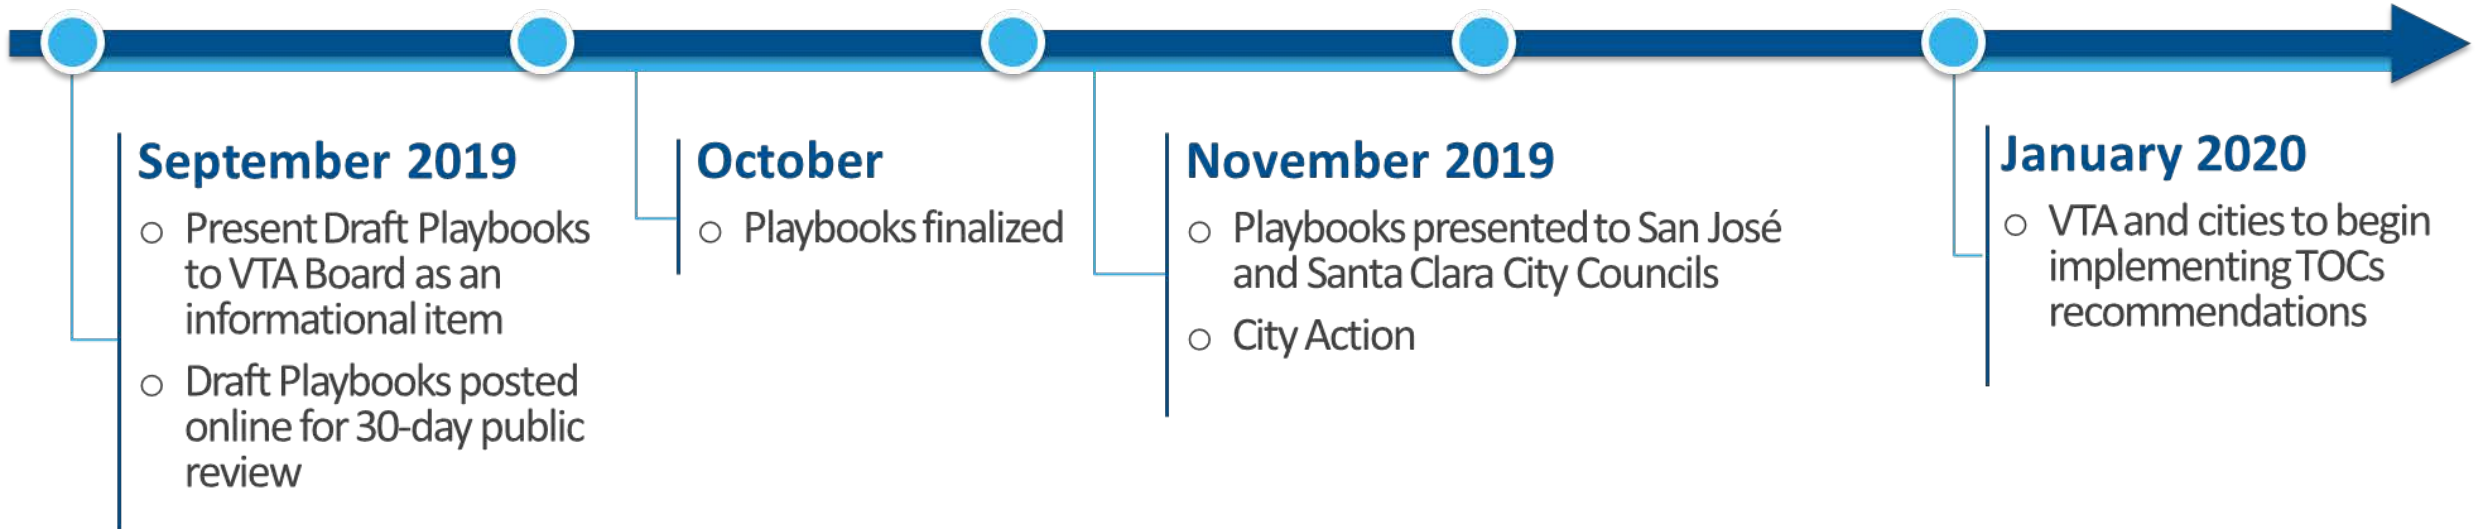 September 2019
○ Present Draft Playbooks
to VTA Board as an
informational item
○ Draft Playbooks posted
online for 30-day public
review
October
○ Playbooks finalized
November 2019
○ Playbooks presented to San José
and Santa Clara City Councils
○ City Action
January 2020
○ VTA and cities to begin
implementing TOCs
recommendations